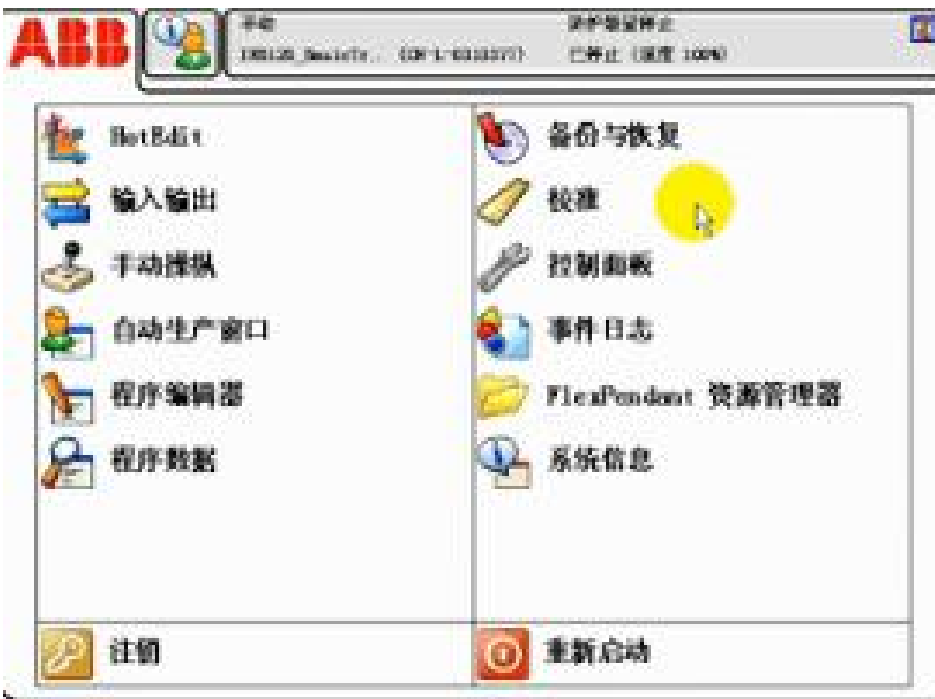 ABB
手动
防护装置停止
已停止 (速度 100%)
HotEdit
备份与恢复
输入输出
校准
手动操纵
控制面板
自动生产窗口
事件日志
程序编辑器
FlexPendant 资源管理器
程序数据
系统信息
注销
重新启动